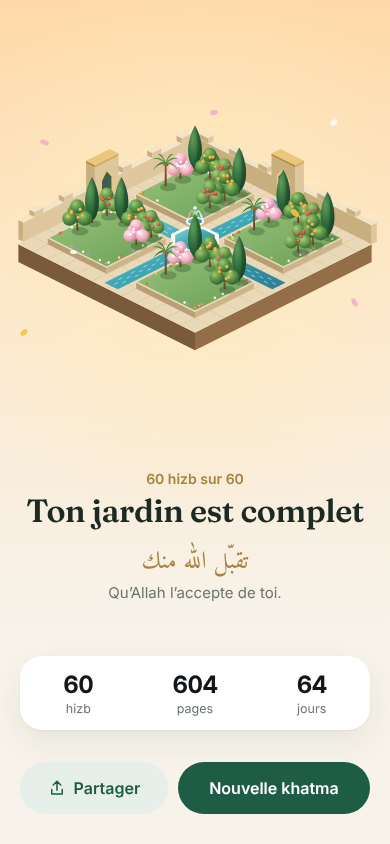 60 hizb sur 60
Ton jardin est complet
تقبّل الله منك
Qu’Allah l’accepte de toi.
60 604 64
hizb pages jours
Partager Nouvelle khatma